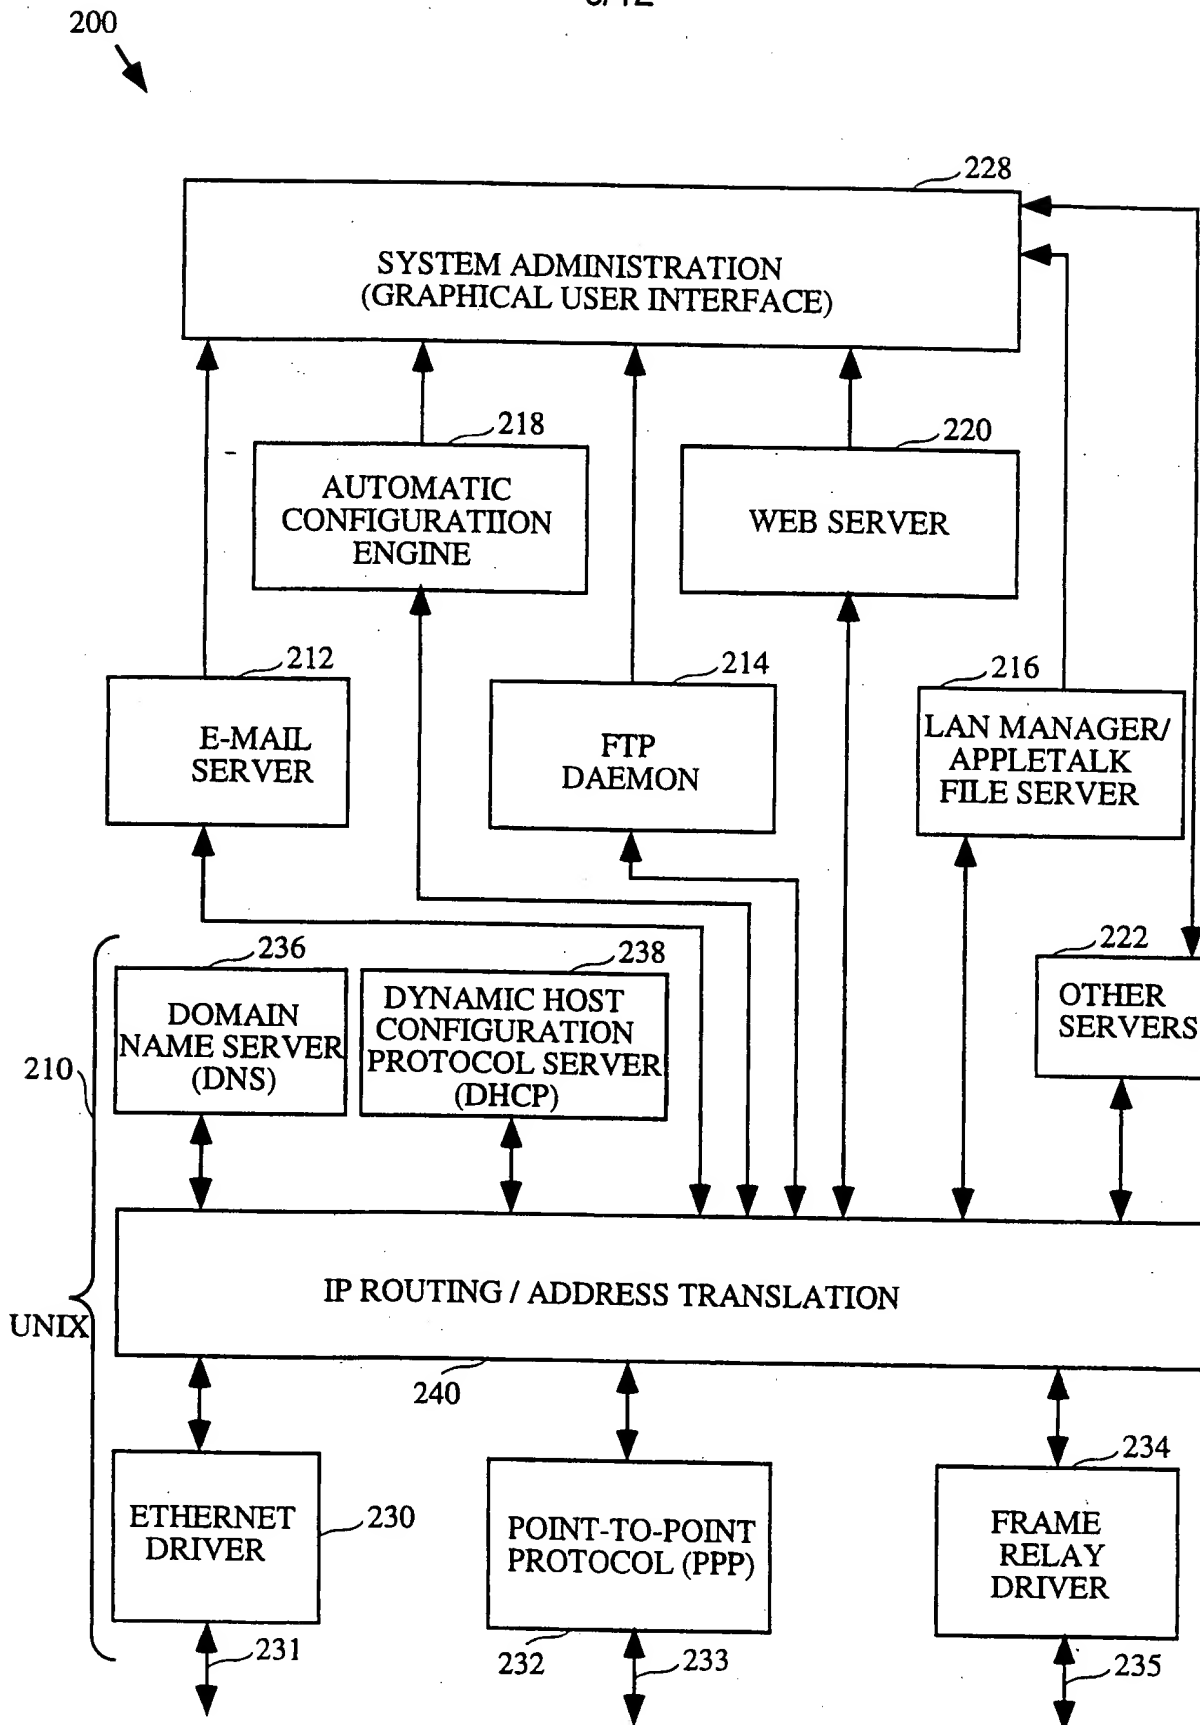 200
228
SYSTEM ADMINISTRATION
(GRAPHICAL USER INTERFACE)
218
220
AUTOMATIC
CONFIGURATIION
ENGINE
WEB SERVER
212
214
216
E-MAIL
SERVER
FTP
DAEMON
LAN MANAGER/
APPLETALK
FILE SERVER
236
238
222
DOMAIN
NAME SERVER
(DNS)
DYNAMIC HOST
CONFIGURATION
PROTOCOL SERVER
(DHCP)
OTHER
SERVERS
210
IP ROUTING / ADDRESS TRANSLATION
UNIX
240
234
ETHERNET
DRIVER
230
POINT-TO-POINT
PROTOCOL (PPP)
FRAME
RELAY
DRIVER
231
232
233
235